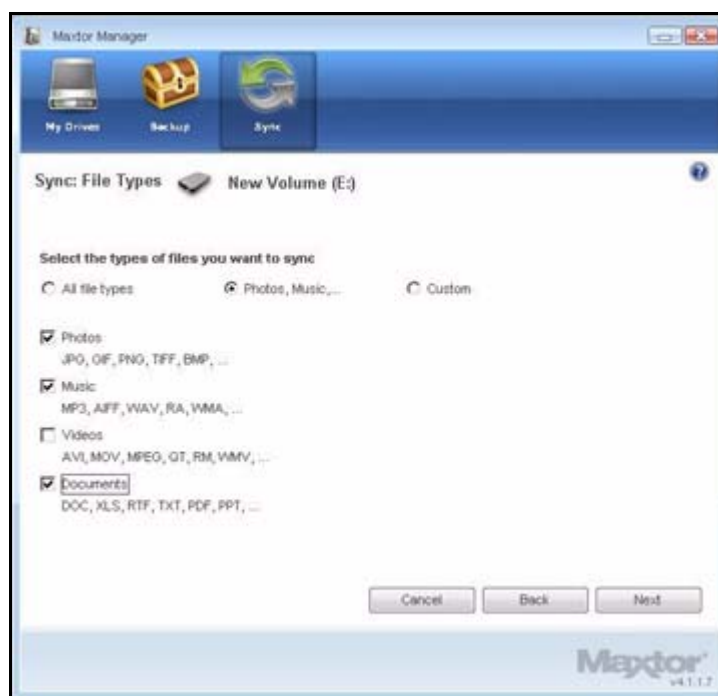 Maxtor Manager
My Drives Backup Sync
Sync: File Types New Volume (E:)
Select the types of files you want to sync
All file types Photos, Music,... Custom
Photos
JPG, GIF, PNG, TIFF, BMP, ...
Music
MP3, AIFF, WAV, RA, WMA, ...
Videos
AVI, MOV, MPEG, QT, RM, WMV, ...
Documents
DOC, XLS, RTF, TXT, PDF, PPT, ...
Cancel Back Next
Maxtor
v4.1.1.7